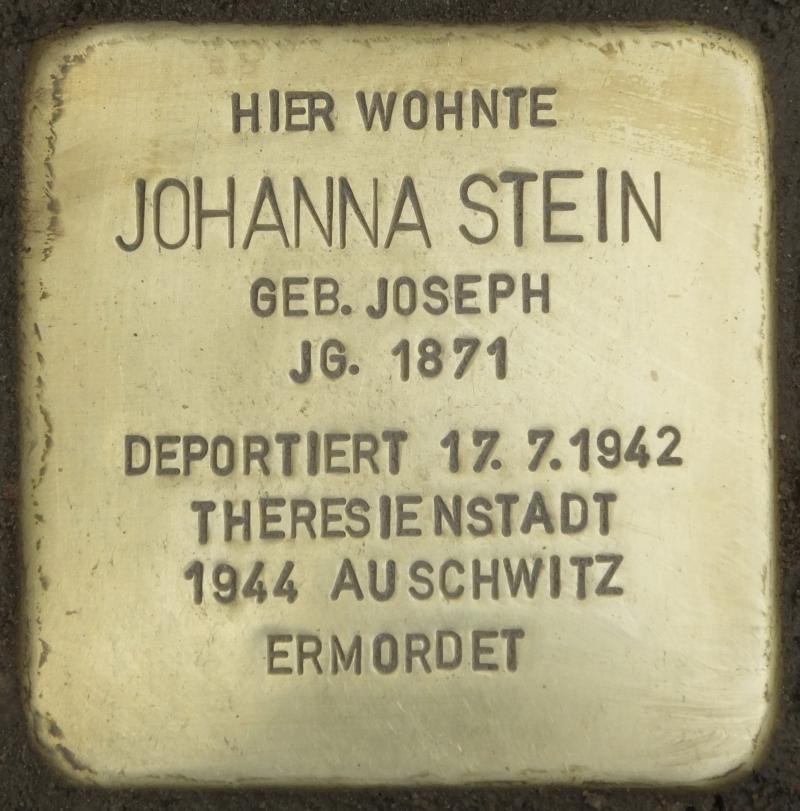 HIER WOHNTE
JOHANNA STEIN
GEB. JOSEPH
JG. 1871
DEPORTIERT 17. 7. 1942
THERESIENSTADT
1944 AUSCHWITZ
ERMORDET